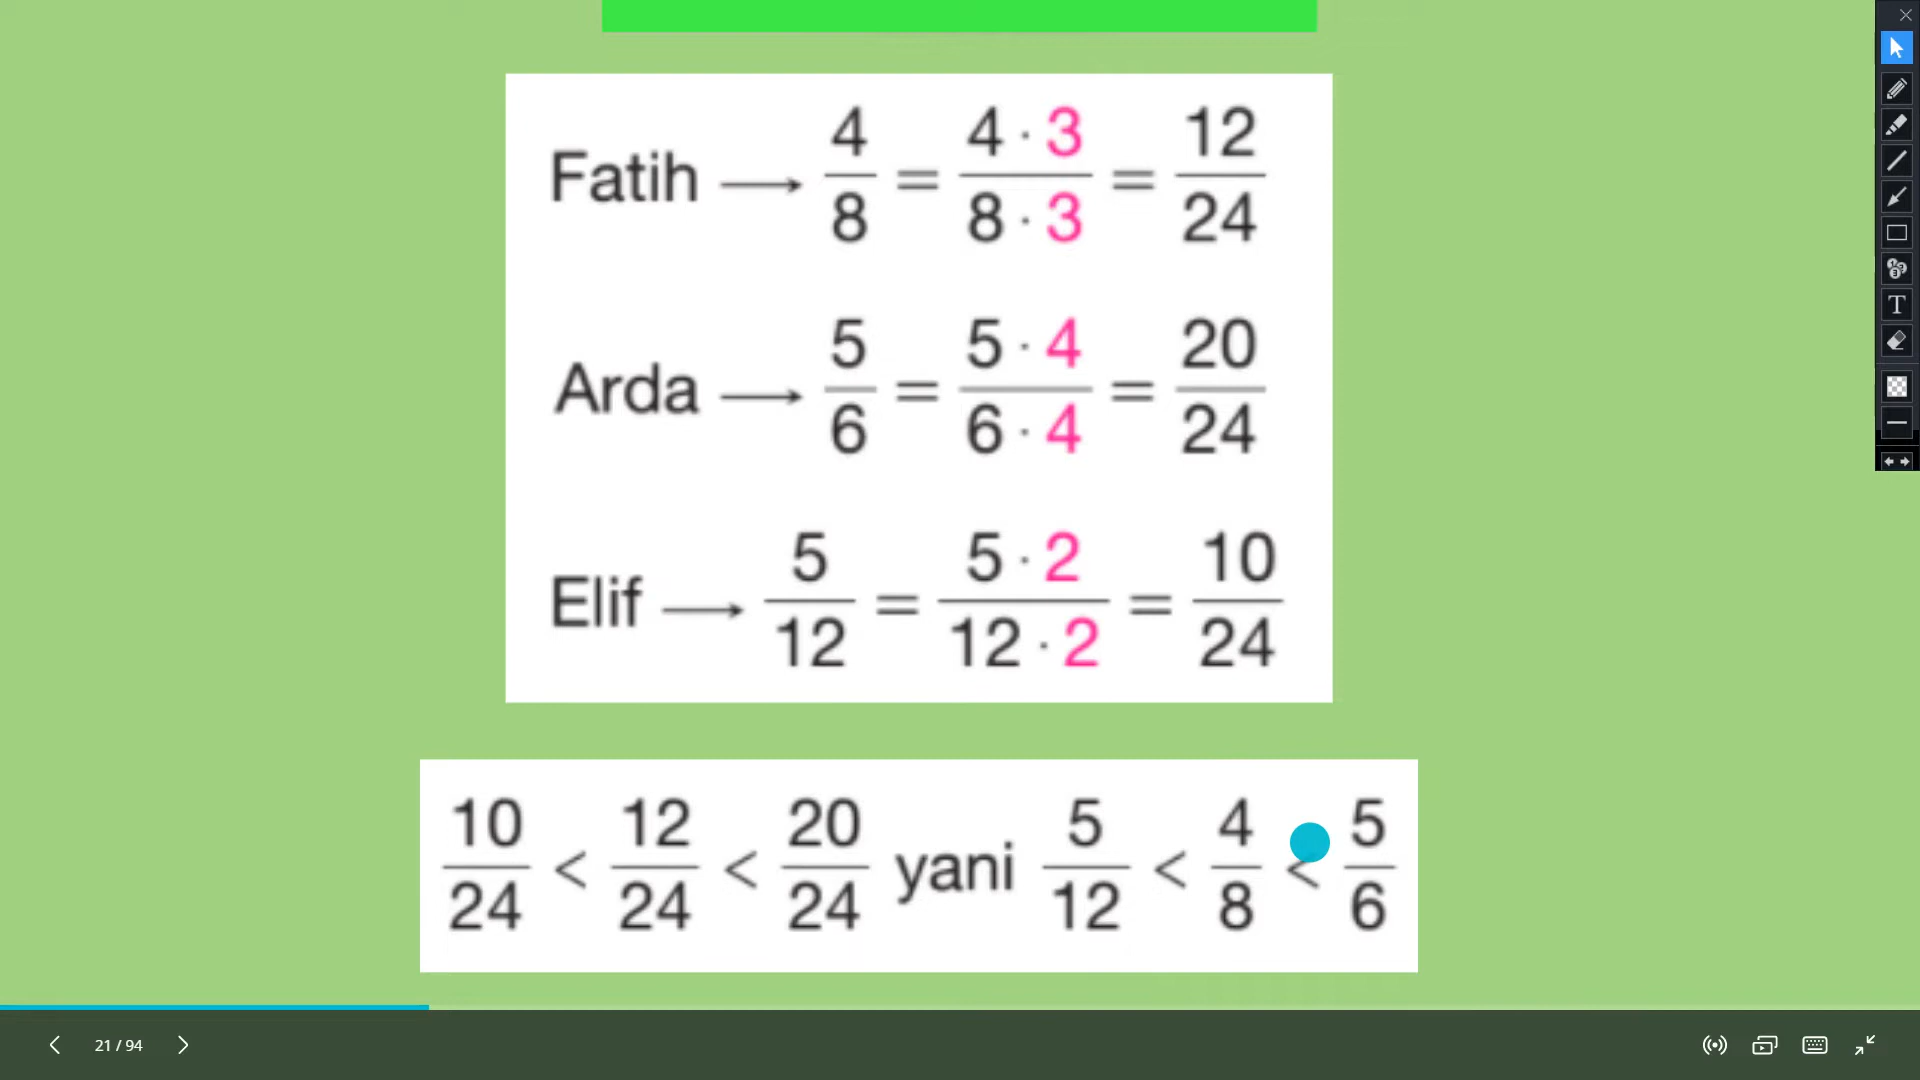 Fatih → 4/8 = 4 · 3/8 · 3 = 12/24
Arda → 5/6 = 5 · 4/6 · 4 = 20/24
Elif → 5/12 = 5 · 2/12 · 2 = 10/24
10/24 < 12/24 < 20/24 yani 5/12 < 4/8 < 5/6
21 / 94
T